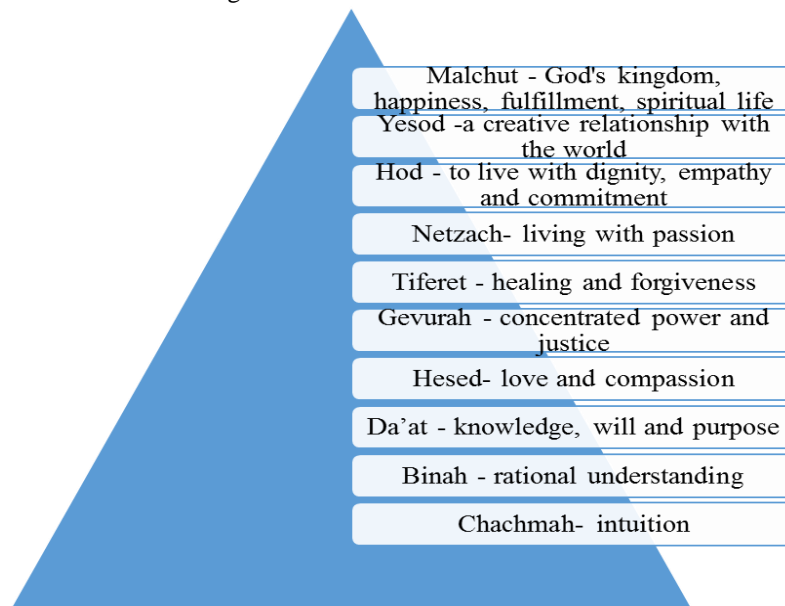 Malchut - God's kingdom,
happiness, fulfillment, spiritual life
Yesod -a creative relationship with
the world
Hod - to live with dignity, empathy
and commitment
Netzach- living with passion
Tiferet - healing and forgiveness
Gevurah - concentrated power and
justice
Hesed- love and compassion
Da’at - knowledge, will and purpose
Binah - rational understanding
Chachmah- intuition